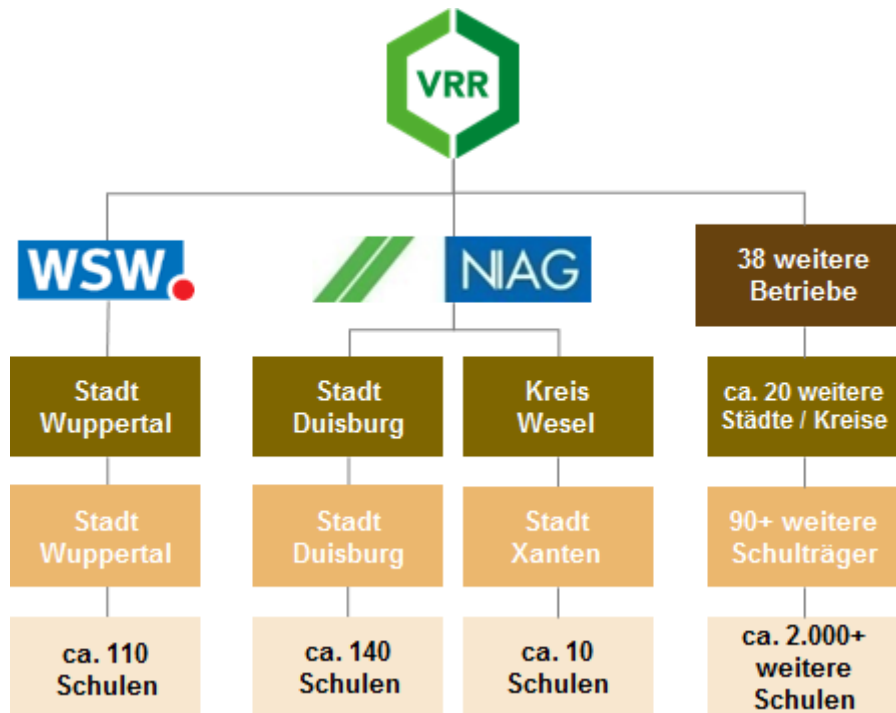 VRR
WSW.
NIAG
38 weitere
Betriebe
Stadt
Wuppertal
Stadt
Duisburg
Kreis
Wesel
ca. 20 weitere
Städte / Kreise
Stadt
Wuppertal
Stadt
Duisburg
Stadt
Xanten
90+ weitere
Schulträger
ca. 110
Schulen
ca. 140
Schulen
ca. 10
Schulen
ca. 2.000+
weitere
Schulen